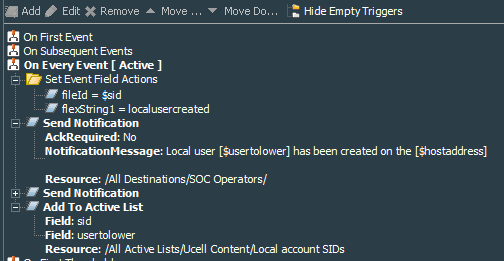 Add Edit Remove Move ... Move Do... Hide Empty Triggers
On First Event
On Subsequent Events
On Every Event [ Active ]
Set Event Field Actions
fileId = $sid
flexString1 = localusercreated
Send Notification
AckRequired: No
NotificationMessage: Local user [$usertolower] has been created on the [$hostaddress]
Resource: /All Destinations/SOC Operators/
Send Notification
Add To Active List
Field: sid
Field: usertolower
Resource: /All Active Lists/Ucell Content/Local account SIDs
On First